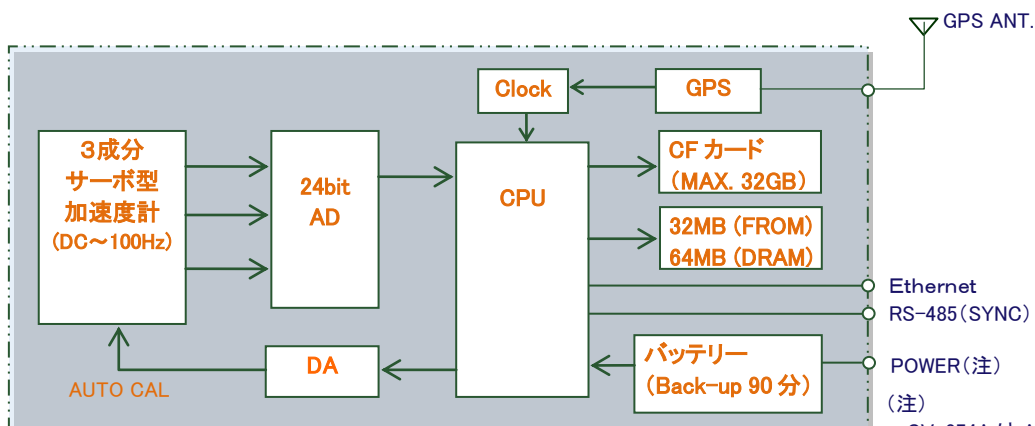 GPS ANT.
Clock
GPS
3成分
サーボ型
加速度計
(DC～100Hz)
24bit
AD
CPU
CF カード
(MAX. 32GB)
32MB (FROM)
64MB (DRAM)
Ethernet
RS-485(SYNC)
DA
バッテリー
(Back-up 90 分)
POWER(注)
AUTO CAL
(注)